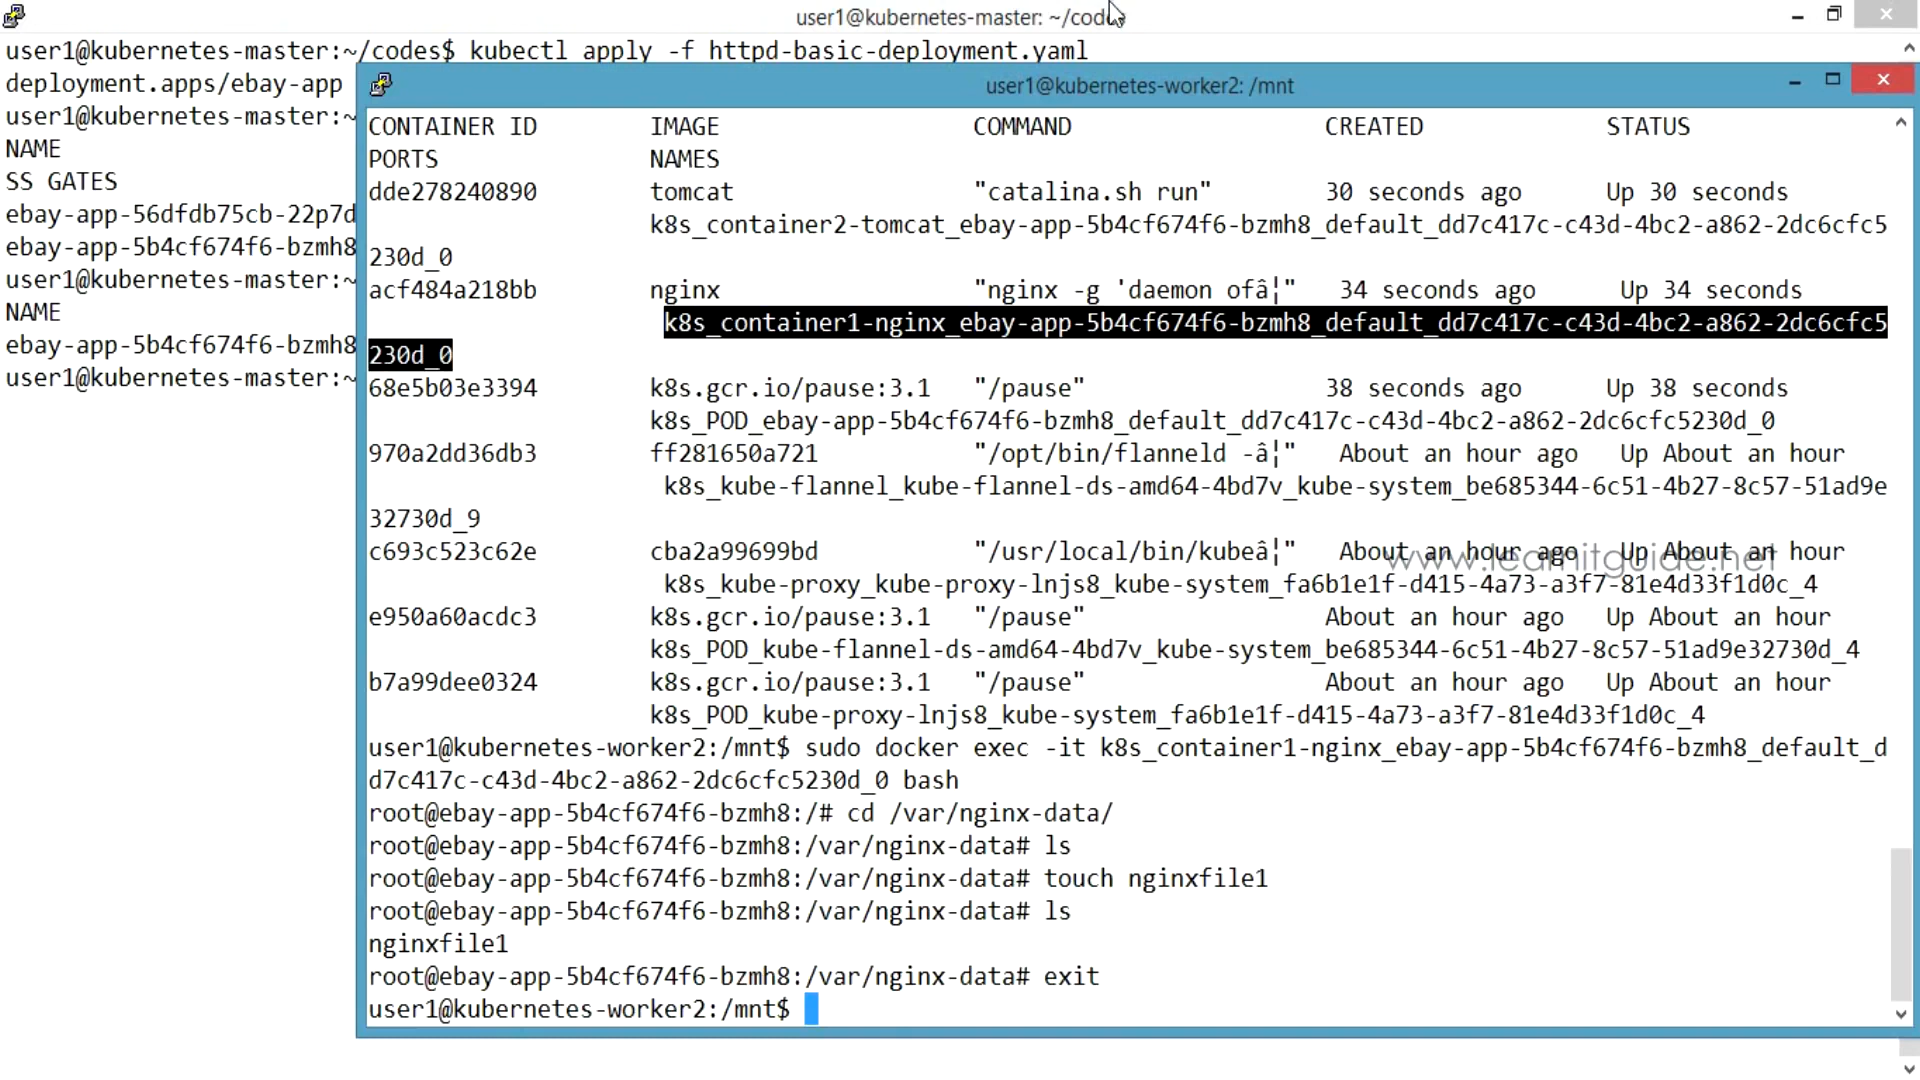 user1@kubernetes-master: ~/codes
user1@kubernetes-master:~/codes$ kubectl apply -f httpd-basic-deployment.yaml
deployment.apps/ebay-app
user1@kubernetes-master:~
NAME
SS GATES
ebay-app-56dfdb75cb-22p7d
ebay-app-5b4cf674f6-bzmh8
user1@kubernetes-master:~
NAME
ebay-app-5b4cf674f6-bzmh8
user1@kubernetes-master:~
user1@kubernetes-worker2: /mnt
CONTAINER ID        IMAGE                  COMMAND                  CREATED             STATUS
PORTS               NAMES
dde278240890        tomcat                 "catalina.sh run"        30 seconds ago      Up 30 seconds
k8s_container2-tomcat_ebay-app-5b4cf674f6-bzmh8_default_dd7c417c-c43d-4bc2-a862-2dc6cfc5
230d_0
acf484a218bb        nginx                  "nginx -g 'daemon ofâ¦"   34 seconds ago      Up 34 seconds
k8s_container1-nginx_ebay-app-5b4cf674f6-bzmh8_default_dd7c417c-c43d-4bc2-a862-2dc6cfc5
230d_0
68e5b03e3394        k8s.gcr.io/pause:3.1   "/pause"                 38 seconds ago      Up 38 seconds
k8s_POD_ebay-app-5b4cf674f6-bzmh8_default_dd7c417c-c43d-4bc2-a862-2dc6cfc5230d_0
970a2dd36db3        ff281650a721           "/opt/bin/flanneld -â¦"   About an hour ago   Up About an hour
k8s_kube-flannel_kube-flannel-ds-amd64-4bd7v_kube-system_be685344-6c51-4b27-8c57-51ad9e
32730d_9
c693c523c62e        cba2a99699bd           "/usr/local/bin/kubeâ¦"   About an hour ago   Up About an hour
www.learnitguide.net
k8s_kube-proxy_kube-proxy-lnjs8_kube-system_fa6b1e1f-d415-4a73-a3f7-81e4d33f1d0c_4
e950a60acdc3        k8s.gcr.io/pause:3.1   "/pause"                 About an hour ago   Up About an hour
k8s_POD_kube-flannel-ds-amd64-4bd7v_kube-system_be685344-6c51-4b27-8c57-51ad9e32730d_4
b7a99dee0324        k8s.gcr.io/pause:3.1   "/pause"                 About an hour ago   Up About an hour
k8s_POD_kube-proxy-lnjs8_kube-system_fa6b1e1f-d415-4a73-a3f7-81e4d33f1d0c_4
user1@kubernetes-worker2:/mnt$ sudo docker exec -it k8s_container1-nginx_ebay-app-5b4cf674f6-bzmh8_default_d
d7c417c-c43d-4bc2-a862-2dc6cfc5230d_0 bash
root@ebay-app-5b4cf674f6-bzmh8:/# cd /var/nginx-data/
root@ebay-app-5b4cf674f6-bzmh8:/var/nginx-data# ls
root@ebay-app-5b4cf674f6-bzmh8:/var/nginx-data# touch nginxfile1
root@ebay-app-5b4cf674f6-bzmh8:/var/nginx-data# ls
nginxfile1
root@ebay-app-5b4cf674f6-bzmh8:/var/nginx-data# exit
user1@kubernetes-worker2:/mnt$